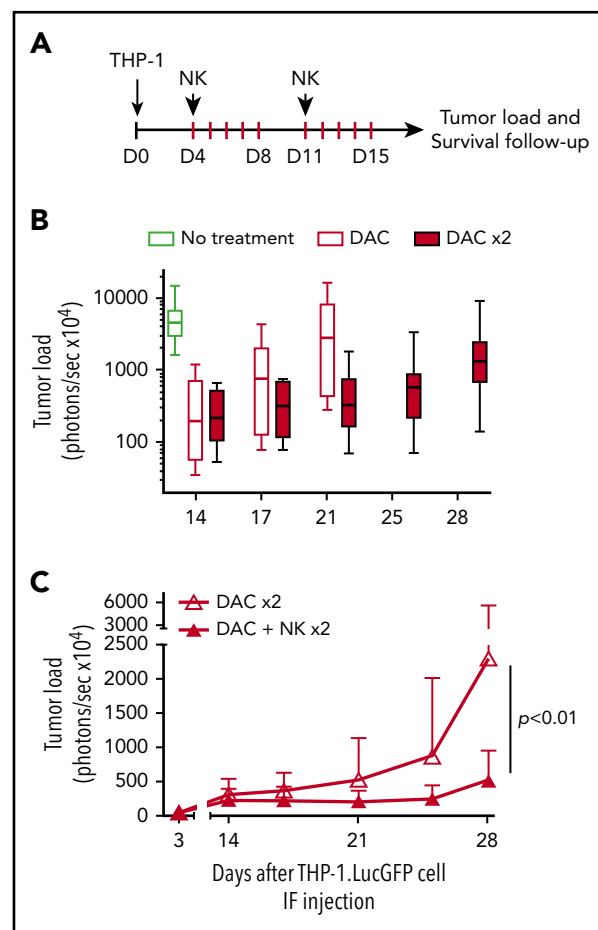 A
THP-1
NK
NK
D0
D4
D8
D11
D15
Tumor load and
Survival follow-up
B
No treatment
DAC
DAC x2
Tumor load
(photons/sec x10⁴)
10000
1000
100
14
17
21
25
28
C
DAC x2
DAC + NK x2
Tumor load
(photons/sec x10⁴)
6000
3000
2500
2000
1500
1000
500
0
p<0.01
3
14
21
28
Days after THP-1.LucGFP cell
IF injection